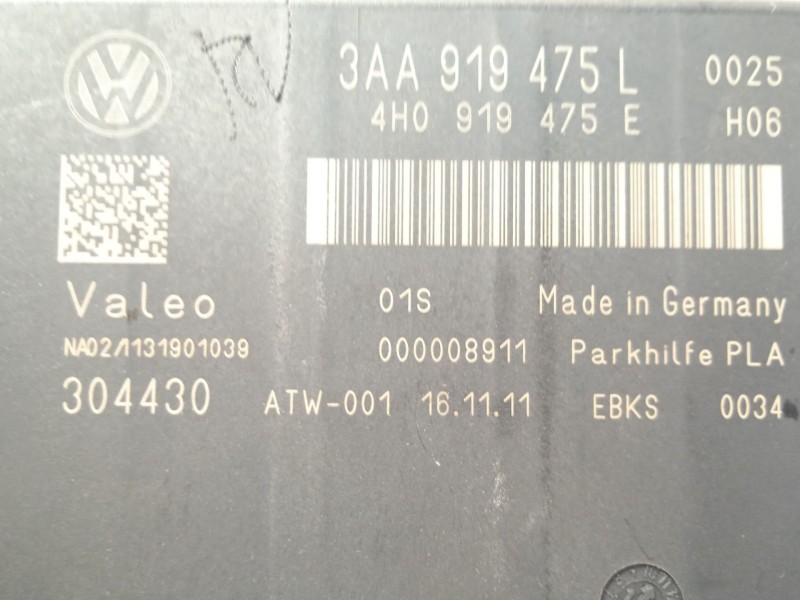 3AA 919 475 L 0025
4H0 919 475 E H06
Valeo 01S Made in Germany
NA02/1131901039 000008911 Parkhilfe PLA
304430 ATW-001 16.11.11 EBKS 0034